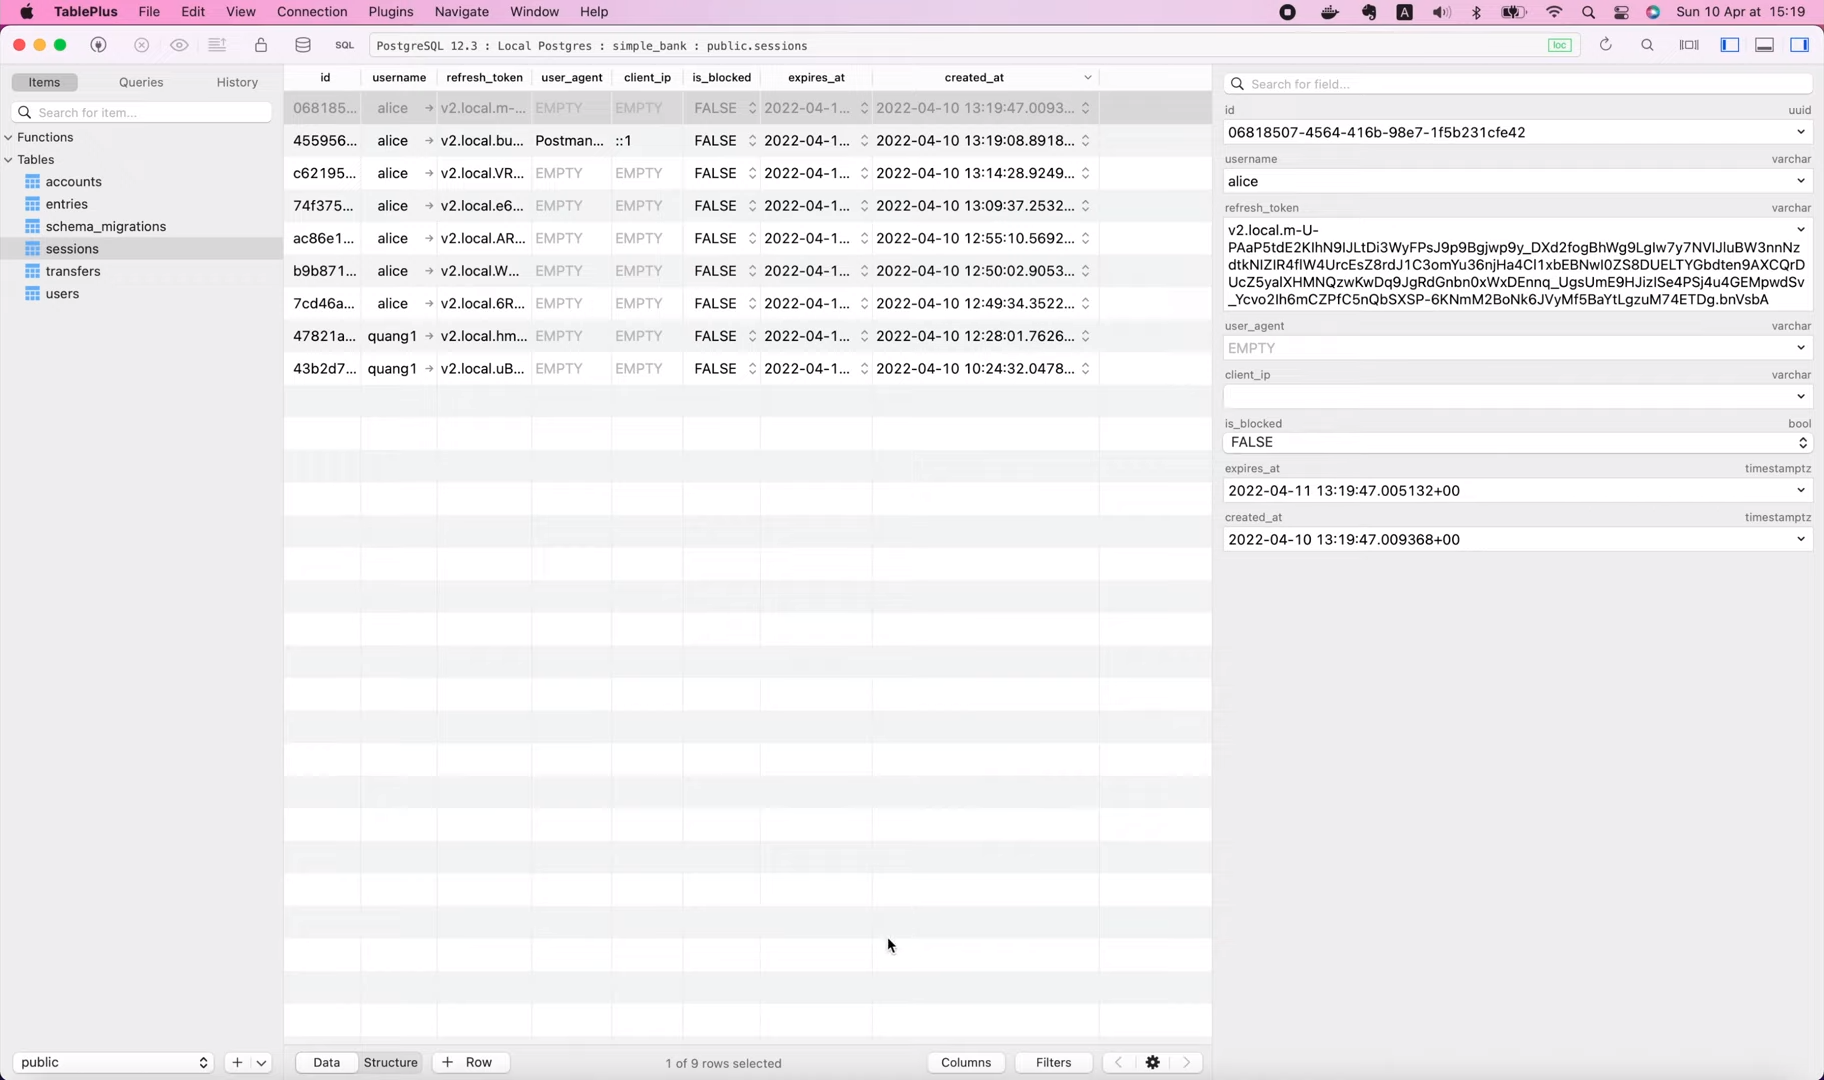 TablePlus File Edit View Connection Plugins Navigate Window Help A Sun 10 Apr at 15:19
SQL PostgreSQL 12.3 : Local Postgres : simple_bank : public.sessions loc
Items Queries History
Search for item...
Functions
Tables
accounts
entries
schema_migrations
sessions
transfers
users
id username refresh_token user_agent client_ip is_blocked expires_at created_at
068185... alice v2.local.m-... EMPTY EMPTY FALSE 2022-04-1... 2022-04-10 13:19:47.0093...
455956... alice v2.local.bu... Postman... ::1 FALSE 2022-04-1... 2022-04-10 13:19:08.8918...
c62195... alice v2.local.VR... EMPTY EMPTY FALSE 2022-04-1... 2022-04-10 13:14:28.9249...
74f375... alice v2.local.e6... EMPTY EMPTY FALSE 2022-04-1... 2022-04-10 13:09:37.2532...
ac86e1... alice v2.local.AR... EMPTY EMPTY FALSE 2022-04-1... 2022-04-10 12:55:10.5692...
b9b871... alice v2.local.W... EMPTY EMPTY FALSE 2022-04-1... 2022-04-10 12:50:02.9053...
7cd46a... alice v2.local.6R... EMPTY EMPTY FALSE 2022-04-1... 2022-04-10 12:49:34.3522...
47821a... quang1 v2.local.hm... EMPTY EMPTY FALSE 2022-04-1... 2022-04-10 12:28:01.7626...
43b2d7... quang1 v2.local.uB... EMPTY EMPTY FALSE 2022-04-1... 2022-04-10 10:24:32.0478...
Search for field...
id uuid
06818507-4564-416b-98e7-1f5b231cfe42
username varchar
alice
refresh_token varchar
v2.local.m-U-
PAaP5tdE2KIhN9IJLtDi3WyFPsJ9p9Bgjwp9y_DXd2fogBhWg9LgIw7y7NVIJluBW3nnNz
dtkNIZIR4fIW4UrcEsZ8rdJ1C3omYu36njHa4Cl1xbEBNwI0ZS8DUELTYGbdten9AXCQrD
UcZ5yaIXHMNQzwKwDq9JgRdGnbn0xWxDEnnq_UgsUmE9HJizISe4PSj4u4GEMpwdSv
_Ycvo2Ih6mCZPfC5nQbSXSP-6KNmM2BoNk6JVyMf5BaYtLgzuM74ETDg.bnVsbA
user_agent varchar
EMPTY
client_ip varchar
is_blocked bool
FALSE
expires_at timestamptz
2022-04-11 13:19:47.005132+00
created_at timestamptz
2022-04-10 13:19:47.009368+00
public + Data Structure + Row 1 of 9 rows selected Columns Filters